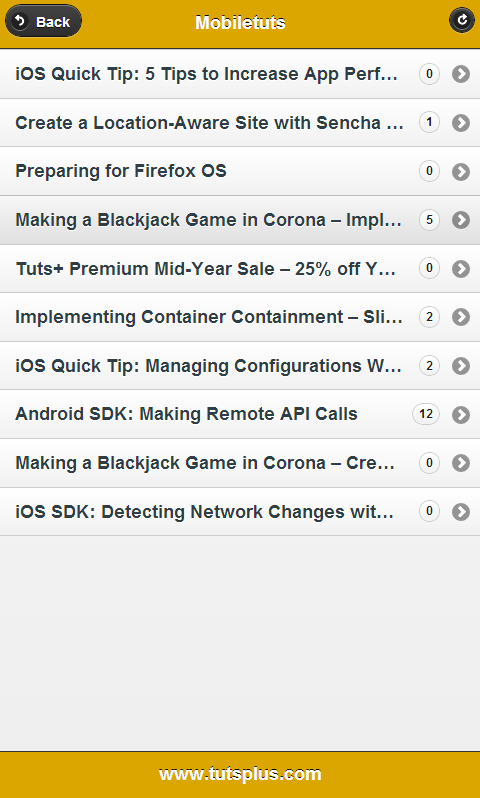 Back
Mobiletuts
iOS Quick Tip: 5 Tips to Increase App Perf… 0
Create a Location-Aware Site with Sencha … 1
Preparing for Firefox OS 0
Making a Blackjack Game in Corona – Impl… 5
Tuts+ Premium Mid-Year Sale – 25% off Y… 0
Implementing Container Containment – Sli… 2
iOS Quick Tip: Managing Configurations W… 2
Android SDK: Making Remote API Calls 12
Making a Blackjack Game in Corona – Cre… 0
iOS SDK: Detecting Network Changes wit… 0
www.tutsplus.com